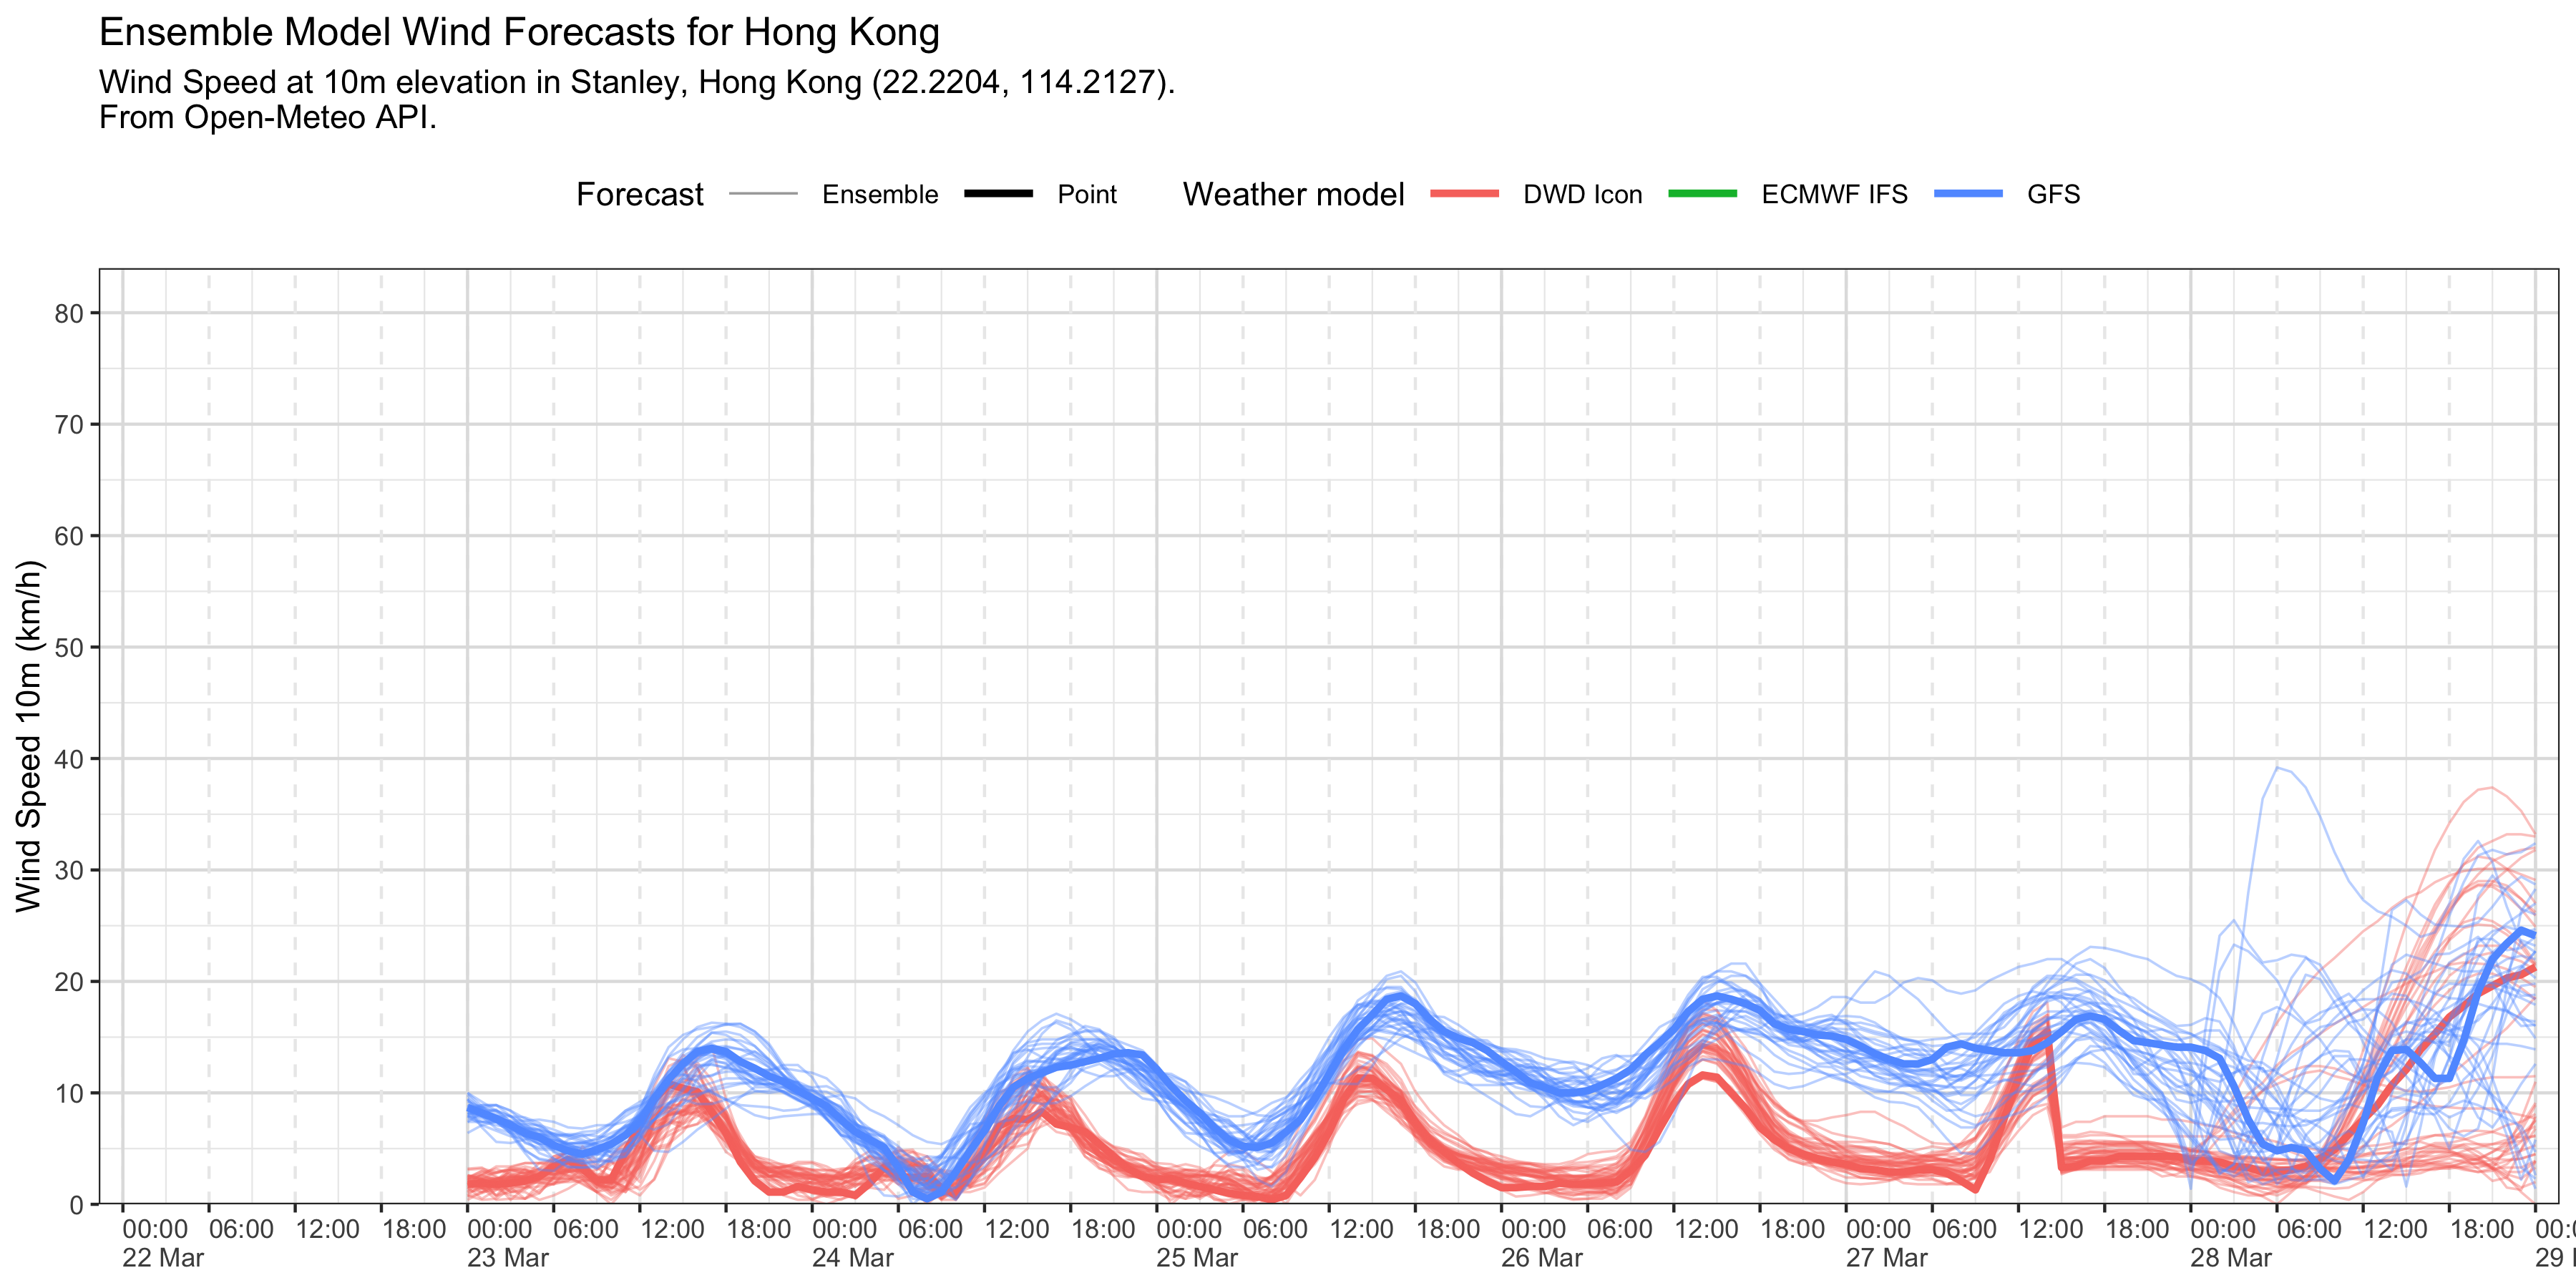 Ensemble Model Wind Forecasts for Hong Kong
Wind Speed at 10m elevation in Stanley, Hong Kong (22.2204, 114.2127).
From Open-Meteo API.
Forecast Ensemble Point Weather model DWD Icon ECMWF IFS GFS
Wind Speed 10m (km/h)
80
70
60
50
40
30
20
10
0
00:00 06:00 12:00 18:00 00:00 06:00 12:00 18:00 00:00 06:00 12:00 18:00 00:00 06:00 12:00 18:00 00:00 06:00 12:00 18:00 00:00 06:00 12:00 18:00 00:00 06:00 12:00 18:00 00:0
22 Mar 23 Mar 24 Mar 25 Mar 26 Mar 27 Mar 28 Mar 29